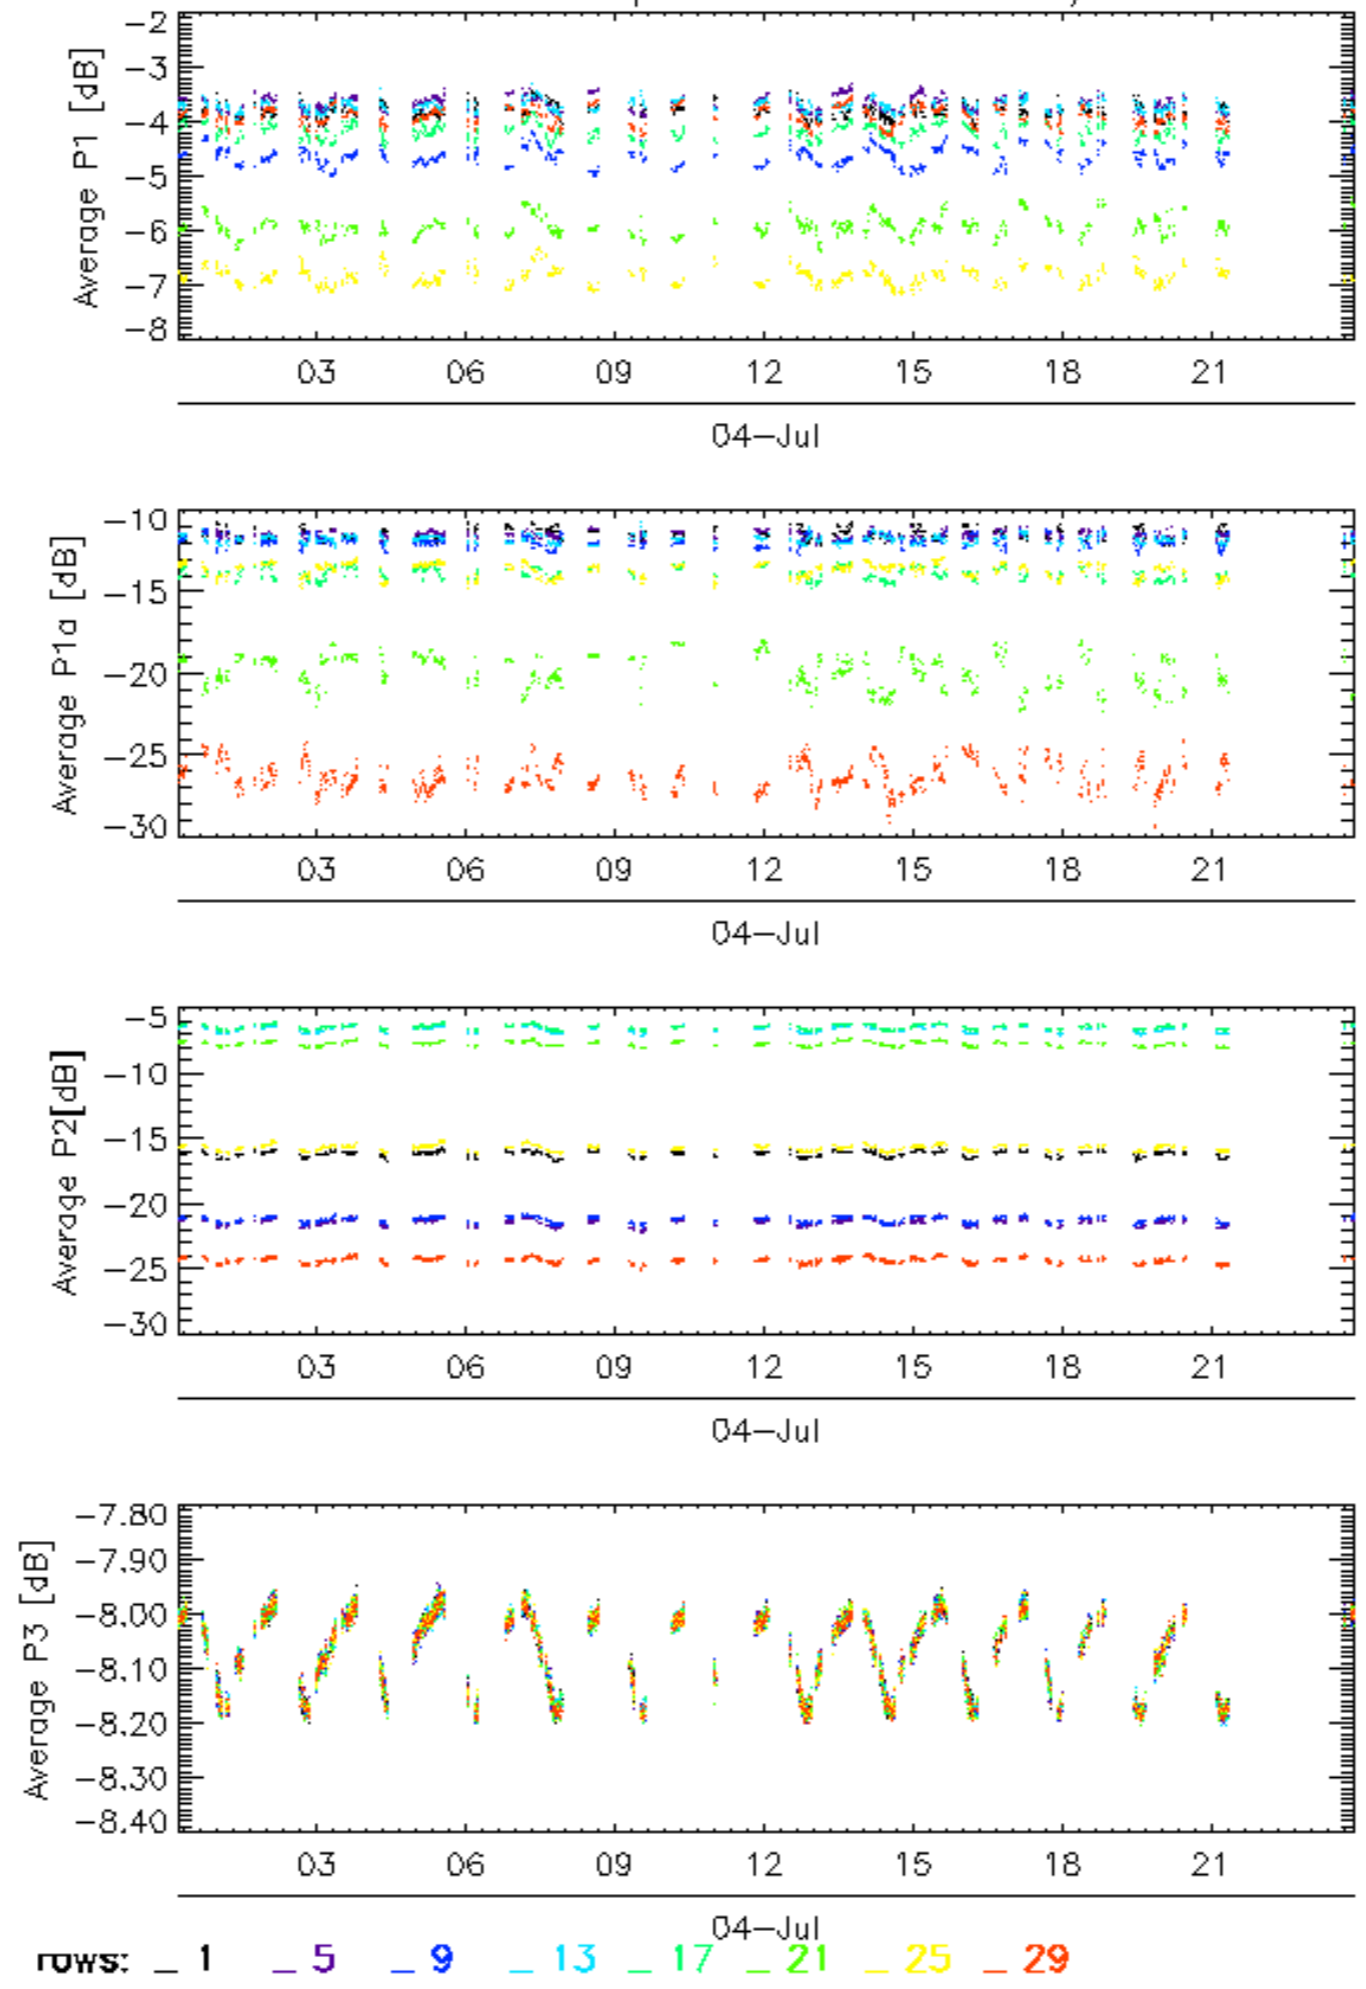 Average P1 [dB]
-2
-3
-4
-5
-6
-7
-8
03 06 09 12 15 18 21
04-Jul
Average P1a [dB]
-10
-15
-20
-25
-30
03 06 09 12 15 18 21
04-Jul
Average P2[dB]
-5
-10
-15
-20
-25
-30
03 06 09 12 15 18 21
04-Jul
Average P3 [dB]
-7.80
-7.90
-8.00
-8.10
-8.20
-8.30
-8.40
03 06 09 12 15 18 21
04-Jul
rows: _ 1 _ 5 _ 9 _ 13 _ 17 _ 21 _ 25 _ 29